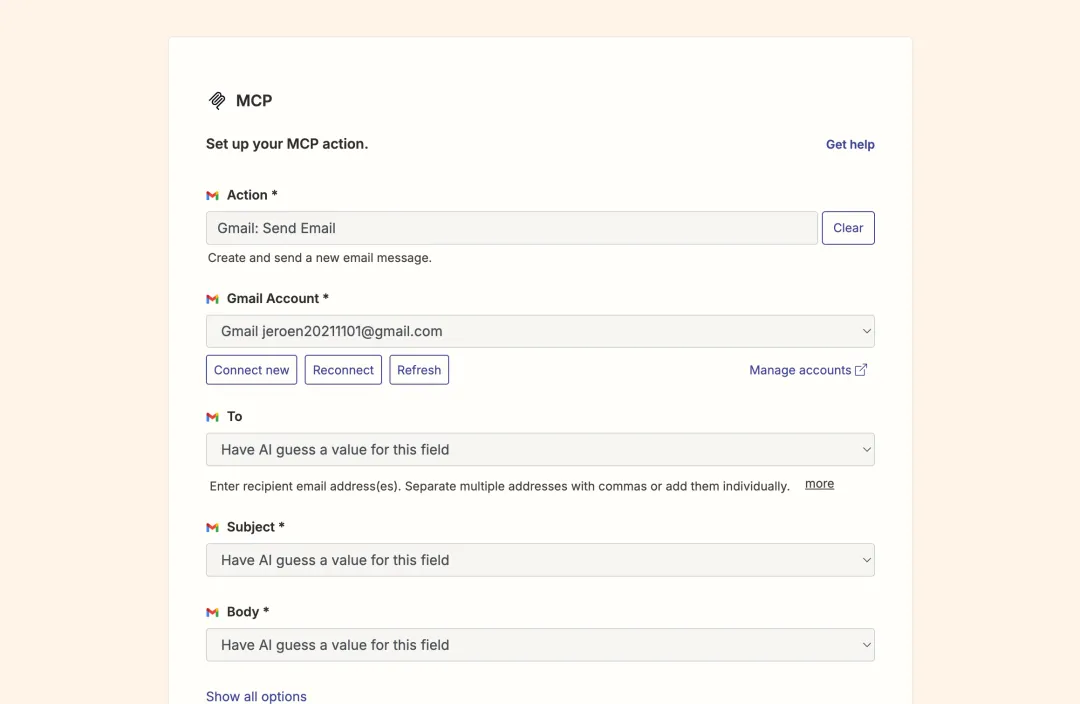 MCP
Set up your MCP action.
Get help
Action *
Gmail: Send Email
Clear
Create and send a new email message.
Gmail Account *
Gmail jeroen20211101@gmail.com
Connect new
Reconnect
Refresh
Manage accounts
To
Have AI guess a value for this field
Enter recipient email address(es). Separate multiple addresses with commas or add them individually. more
Subject *
Have AI guess a value for this field
Body *
Have AI guess a value for this field
Show all options